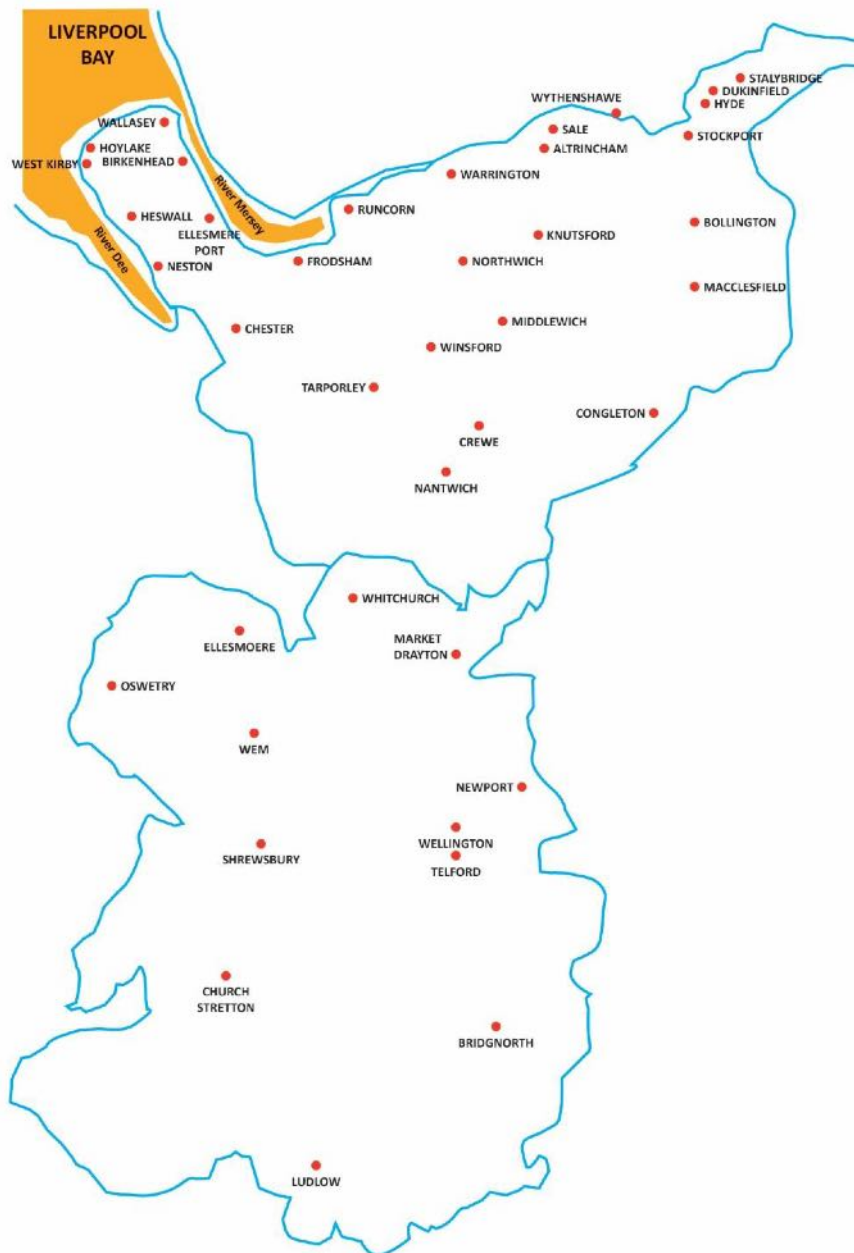 LIVERPOOL
BAY
STALYBRIDGE
DUKINFIELD
HYDE
WYTHENSHAWE
WALLASEY
SALE
STOCKPORT
HOYLAKE
ALTRINCHAM
WEST KIRBY
BIRKENHEAD
WARRINGTON
River Mersey
RUNCORN
HESWALL
ELLESMERE
PORT
KNUTSFORD
BOLLINGTON
River Dee
NESTON
FRODSHAM
NORTHWICH
MACCLESFIELD
CHESTER
MIDDLEWICH
WINSFORD
TARPORLEY
CONGLETON
CREWE
NANTWICH
WHITCHURCH
ELLESMOERE
MARKET
DRAYTON
OSWETRY
WEM
NEWPORT
WELLINGTON
SHREWSBURY
TELFORD
CHURCH
STRETTON
BRIDGNORTH
LUDLOW